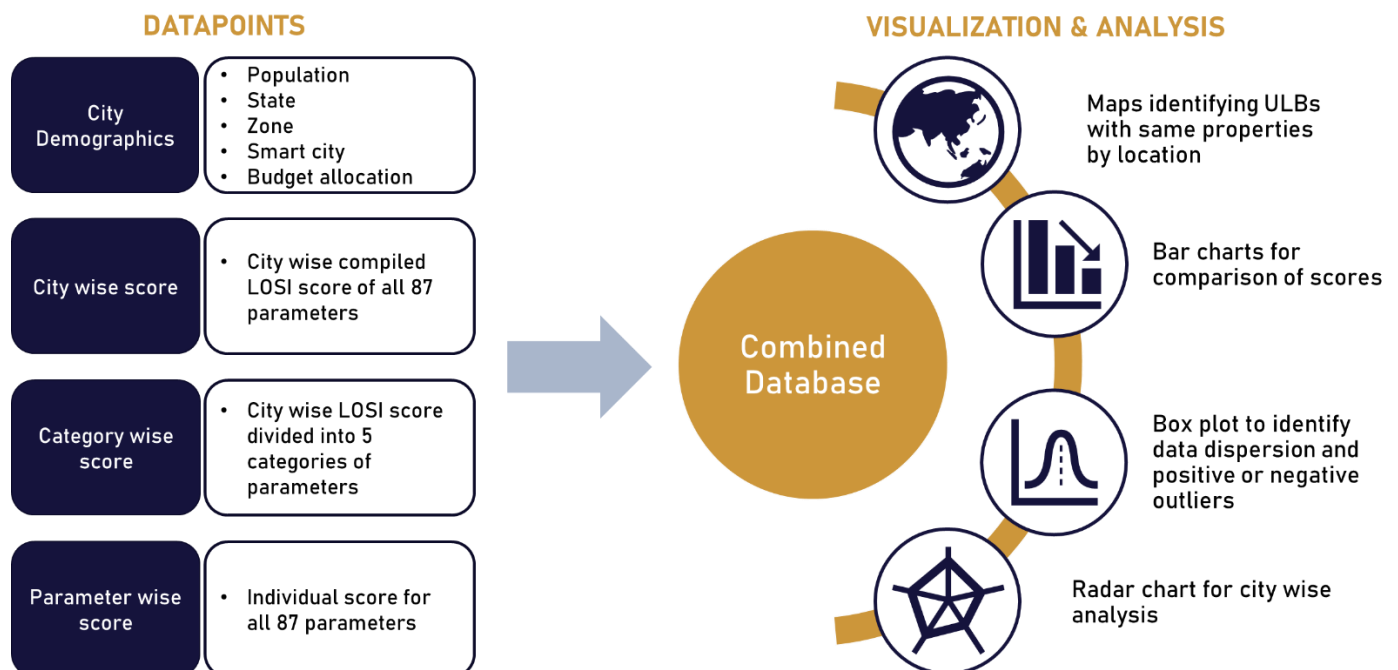 DATAPOINTS
City
Demographics
• Population
• State
• Zone
• Smart city
• Budget allocation
City wise score
• City wise compiled
LOSI score of all 87
parameters
Category wise
score
• City wise LOSI score
divided into 5
categories of
parameters
Parameter wise
score
• Individual score for
all 87 parameters
Combined
Database
VISUALIZATION & ANALYSIS
Maps identifying ULBs
with same properties
by location
Bar charts for
comparison of scores
Box plot to identify
data dispersion and
positive or negative
outliers
Radar chart for city wise
analysis